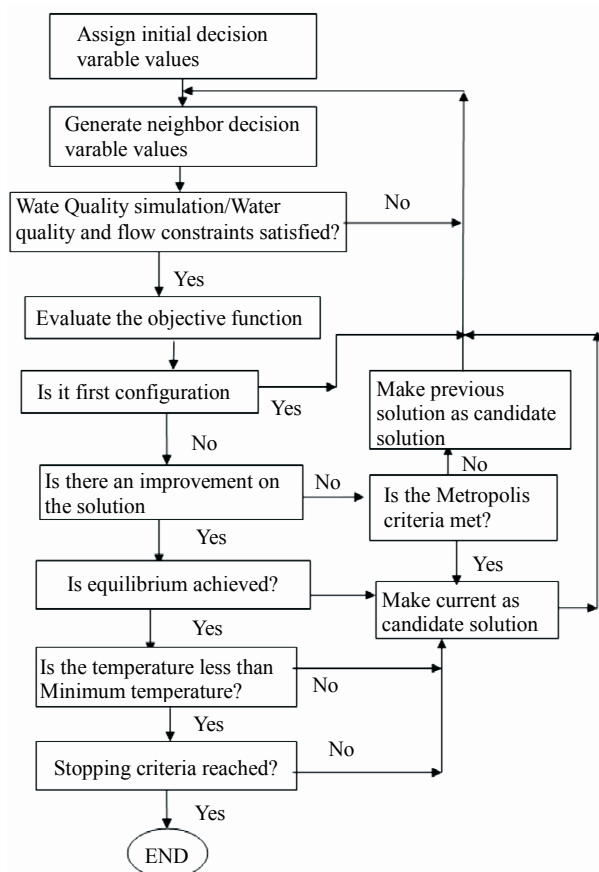 Assign initial decision
varable values
Generate neighbor decision
varable values
Wate Quality simulation/Water
quality and flow constraints satisfied?
No
Yes
Evaluate the objective function
Is it first configuration
Yes
Make previous
solution as candidate
solution
No
No
Is there an improvement on
the solution
No
Is the Metropolis
criteria met?
Yes
Yes
Is equilibrium achieved?
Make current as
candidate solution
Yes
Is the temperature less than
Minimum temperature?
No
Yes
Stopping criteria reached?
No
Yes
END